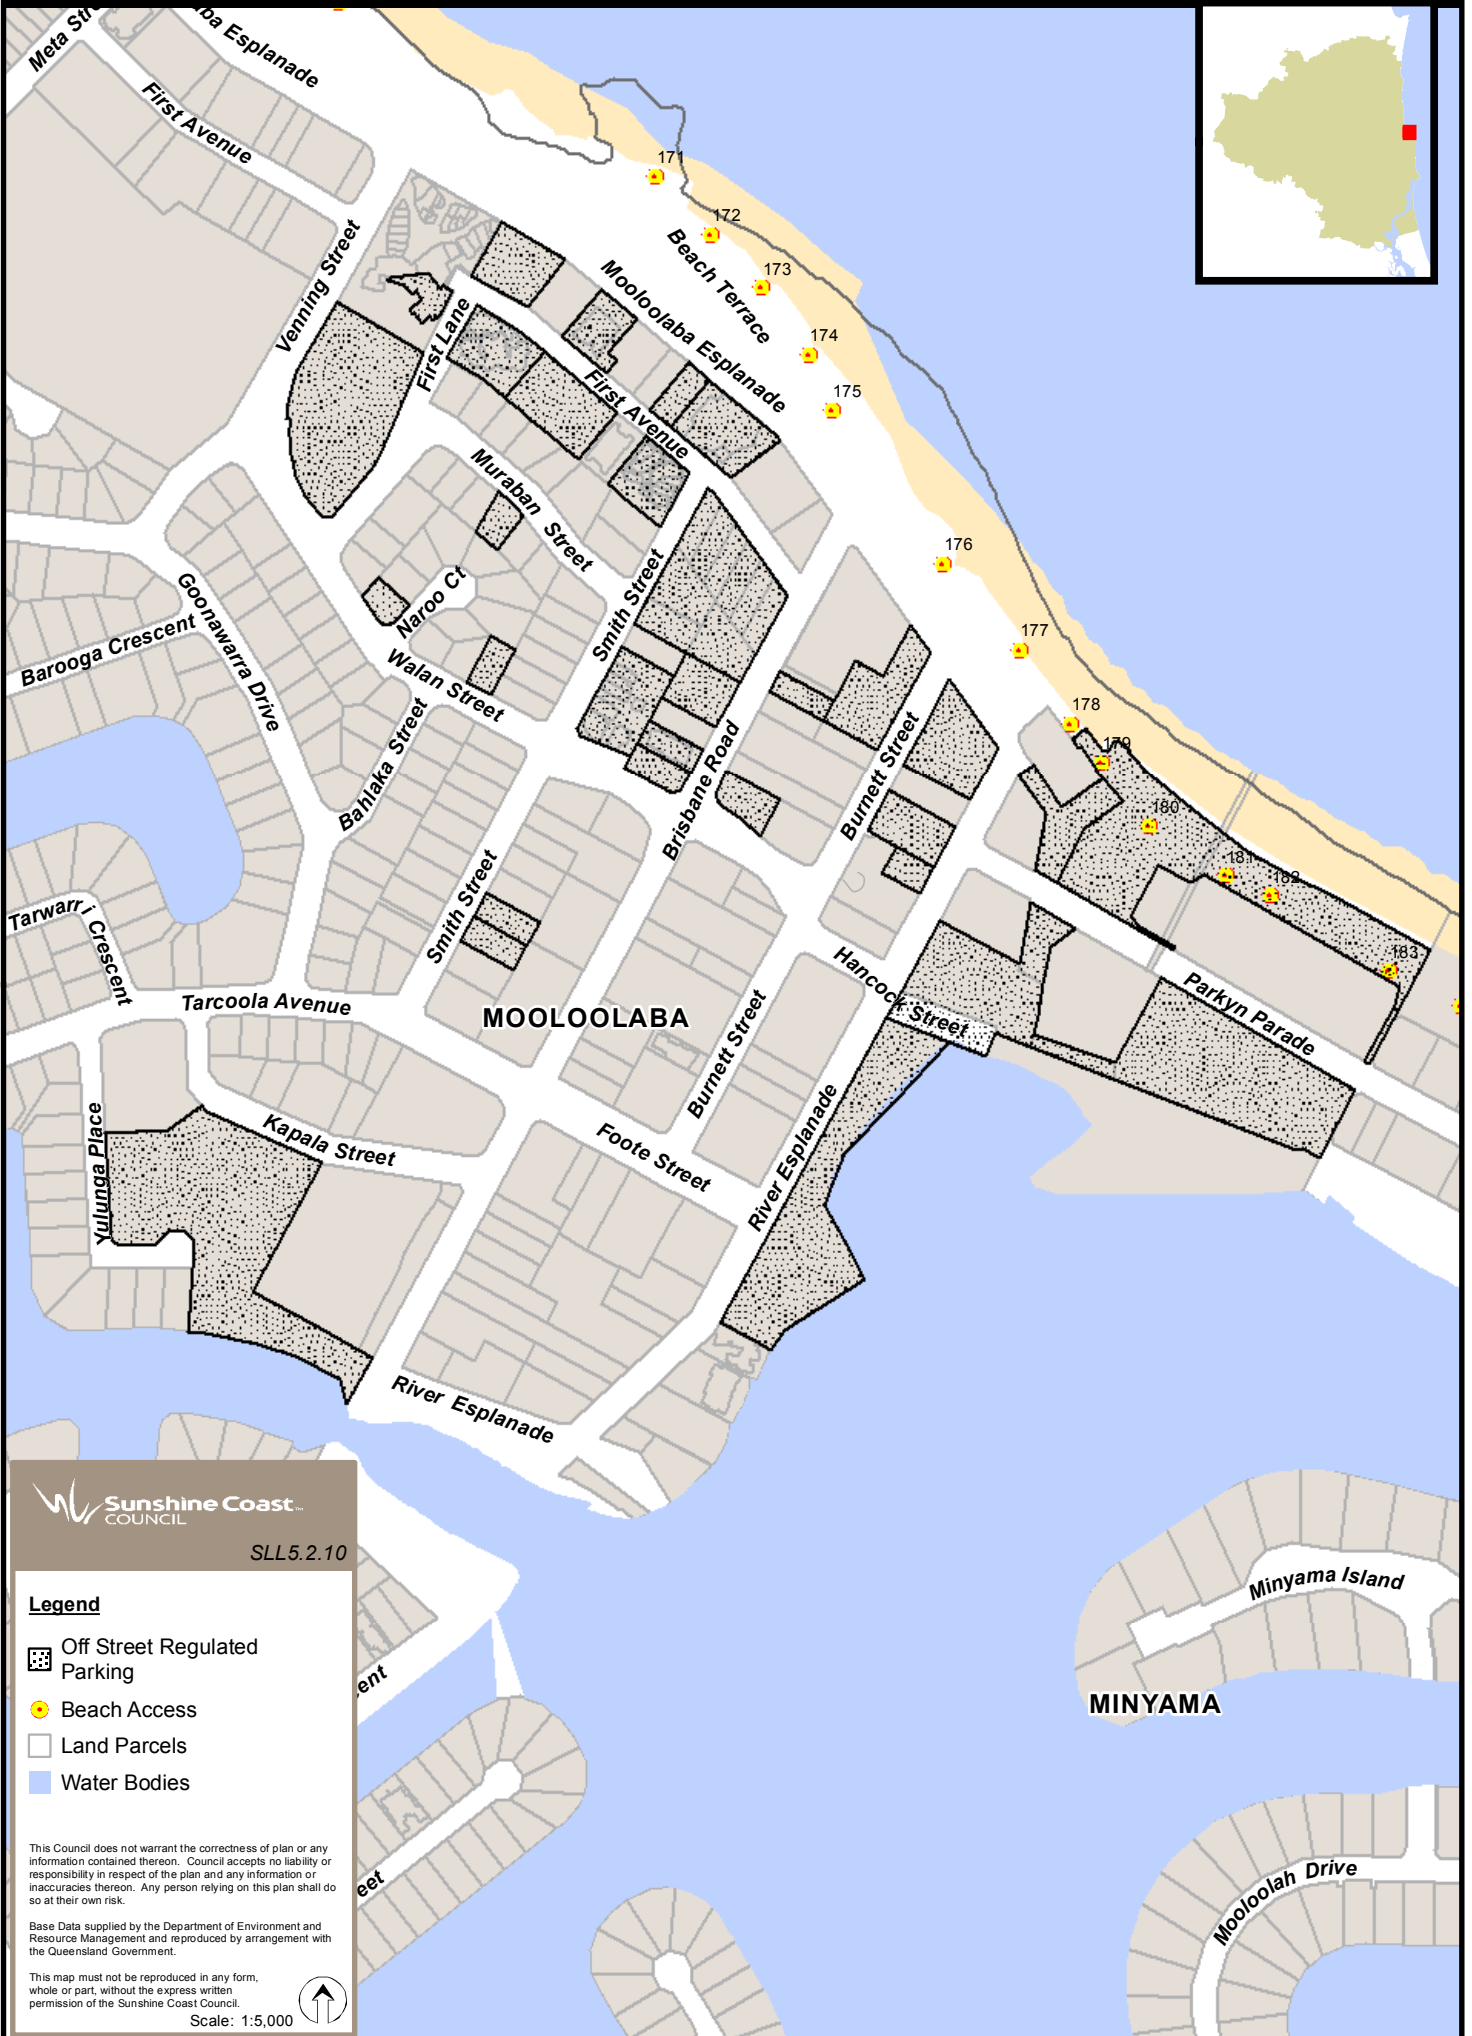 Meta Stre
ba Esplanade
First Avenue
171
172
173
174
175
176
177
178
179
180
181
182
183
Beach Terrace
Mooloolaba Esplanade
Venning Street
First Lane
First Avenue
Muraban Street
Smith Street
Naroo Ct
Goonawarra Drive
Barooga Crescent
Walan Street
Bahlaka Street
Brisbane Road
Burnett Street
Smith Street
Tarwarri Crescent
Tarcoola Avenue
MOOLOOLABA
Hancock Street
Parkyn Parade
Burnett Street
Yulunga Place
Kapala Street
Foote Street
River Esplanade
River Esplanade
Sunshine Coast™
COUNCIL
SLL5.2.10
Legend
Off Street Regulated
Parking
Beach Access
Land Parcels
Water Bodies
This Council does not warrant the correctness of plan or any
information contained thereon. Council accepts no liability or
responsibility in respect of the plan and any information or
inaccuracies thereon. Any person relying on this plan shall do
so at their own risk.
Base Data supplied by the Department of Environment and
Resource Management and reproduced by arrangement with
the Queensland Government.
This map must not be reproduced in any form,
whole or part, without the express written
permission of the Sunshine Coast Council.
Scale: 1:5,000
ent
eet
Minyama Island
MINYAMA
Mooloolah Drive